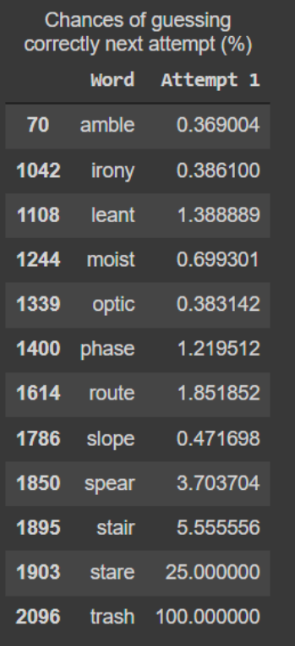 Chances of guessing
correctly next attempt (%)
Word Attempt 1
70 amble 0.369004
1042 irony 0.386100
1108 leant 1.388889
1244 moist 0.699301
1339 optic 0.383142
1400 phase 1.219512
1614 route 1.851852
1786 slope 0.471698
1850 spear 3.703704
1895 stair 5.555556
1903 stare 25.000000
2096 trash 100.000000